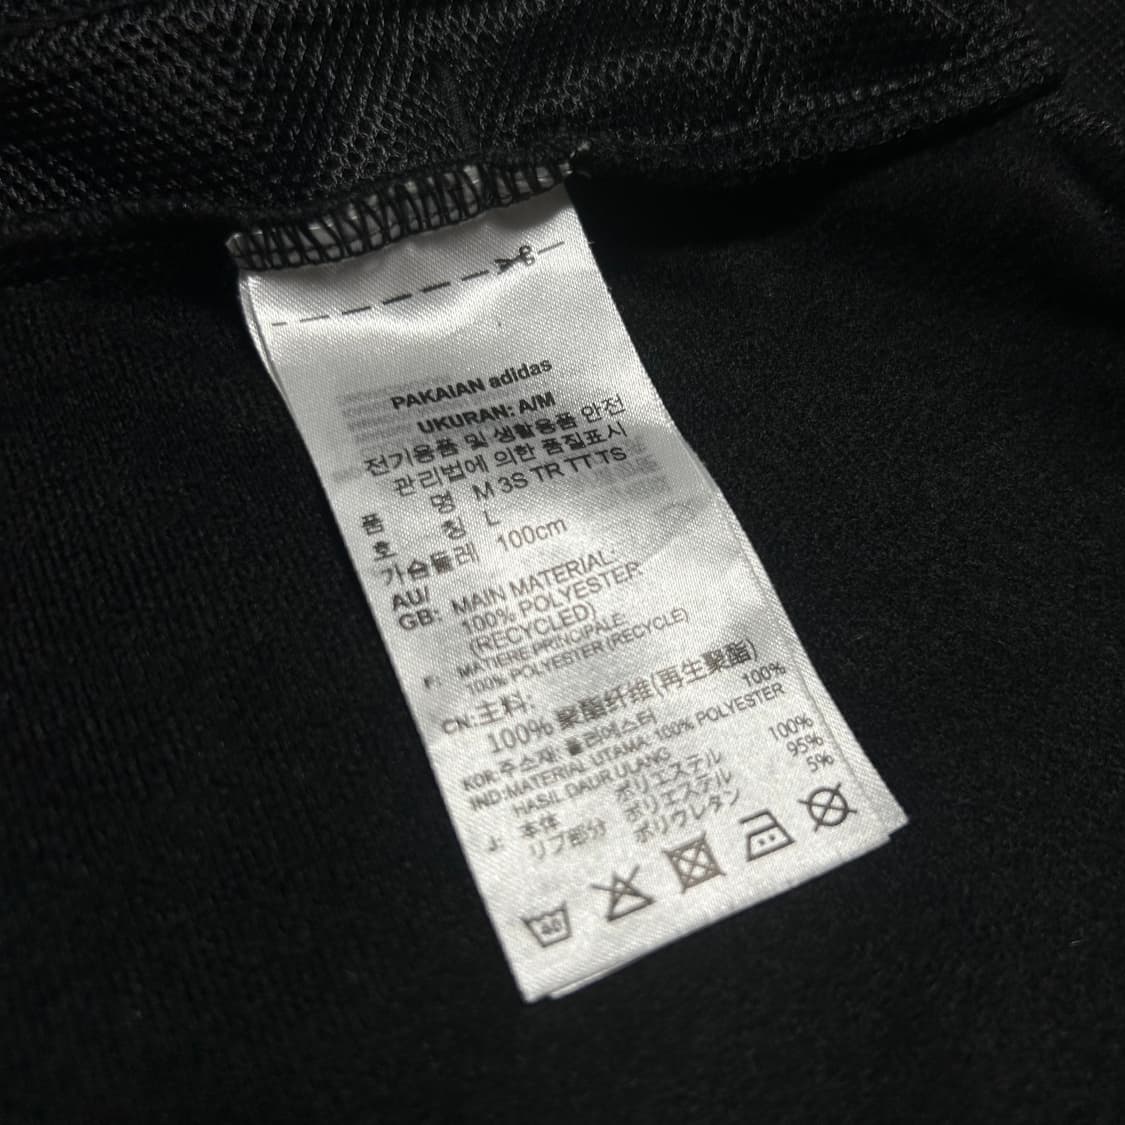 PAKAIAN adidas
UKURAN: A/M
전기용품 및 생활용품 안전
관리법에 의한 품질표시
품 명 M 3S TR TT TS
호 칭 L
가슴둘레 100cm
AU/
GB: MAIN MATERIAL:
100% POLYESTER
(RECYCLED)
F: MATIERE PRINCIPALE:
100% POLYESTER (RECYCLE)
CN: 主料:
100% 聚酯纤维(再生聚酯)
KOR: 주소재: 폴리에스터 100%
IND: MATERIAL UTAMA: 100% POLYESTER
HASIL DAUR ULANG
J: 本体 ポリエステル 100%
リブ部分 ポリエステル 95%
ポリウレタン 5%
40